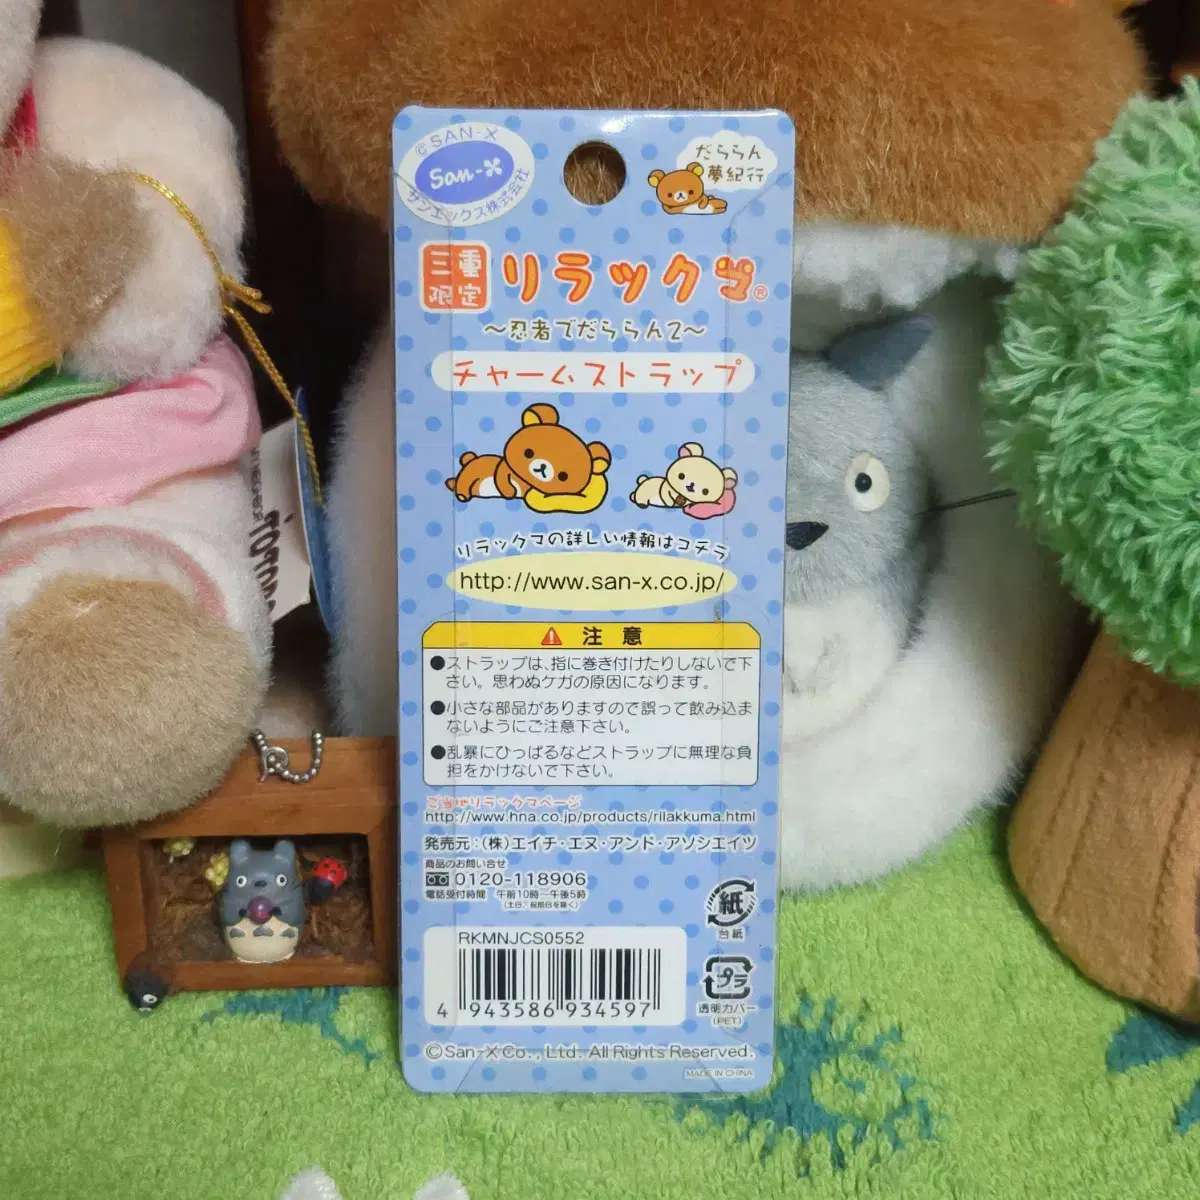 ©SAN-X
San-X
サンエックス株式会社
だららん
夢紀行
三重
限定
リラックマ®
～忍者でだららん2～
チャームストラップ
リラックマの詳しい情報はコチラ
http://www.san-x.co.jp/
注意
●ストラップは、指に巻き付けたりしないで下
さい。思わぬケガの原因になります。
●小さな部品がありますので誤って飲み込ま
ないようにご注意下さい。
●乱暴にひっぱるなどストラップに無理な負
担をかけないで下さい。
ご当地リラックマページ
http://www.hna.co.jp/products/rilakkuma.html
発売元：(株)エイチ・エヌ・アンド・アソシエイツ
商品のお問い合せ
0120-118906
電話受付時間 午前10時～午後5時
(土日、祝祭日を除く)
紙
台紙
RKMNJCS0552
4 943586 934597
プラ
透明カバー
(PET)
©San-X Co., Ltd. All Rights Reserved.
MADE IN CHINA